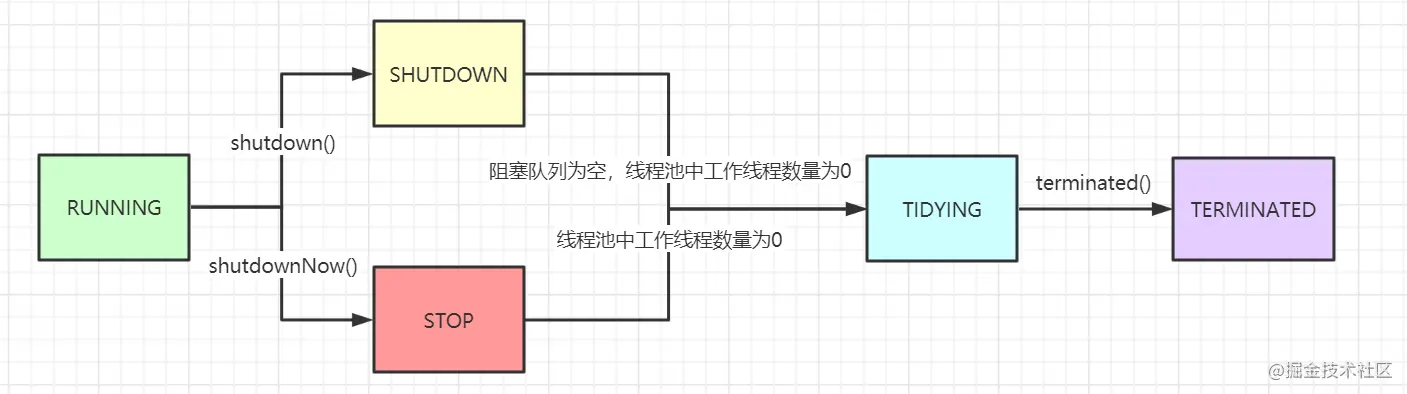 SHUTDOWN
shutdown()
阻塞队列为空，线程池中工作线程数量为0
RUNNING
TIDYING
terminated()
TERMINATED
线程池中工作线程数量为0
shutdownNow()
STOP
@掘金技术社区